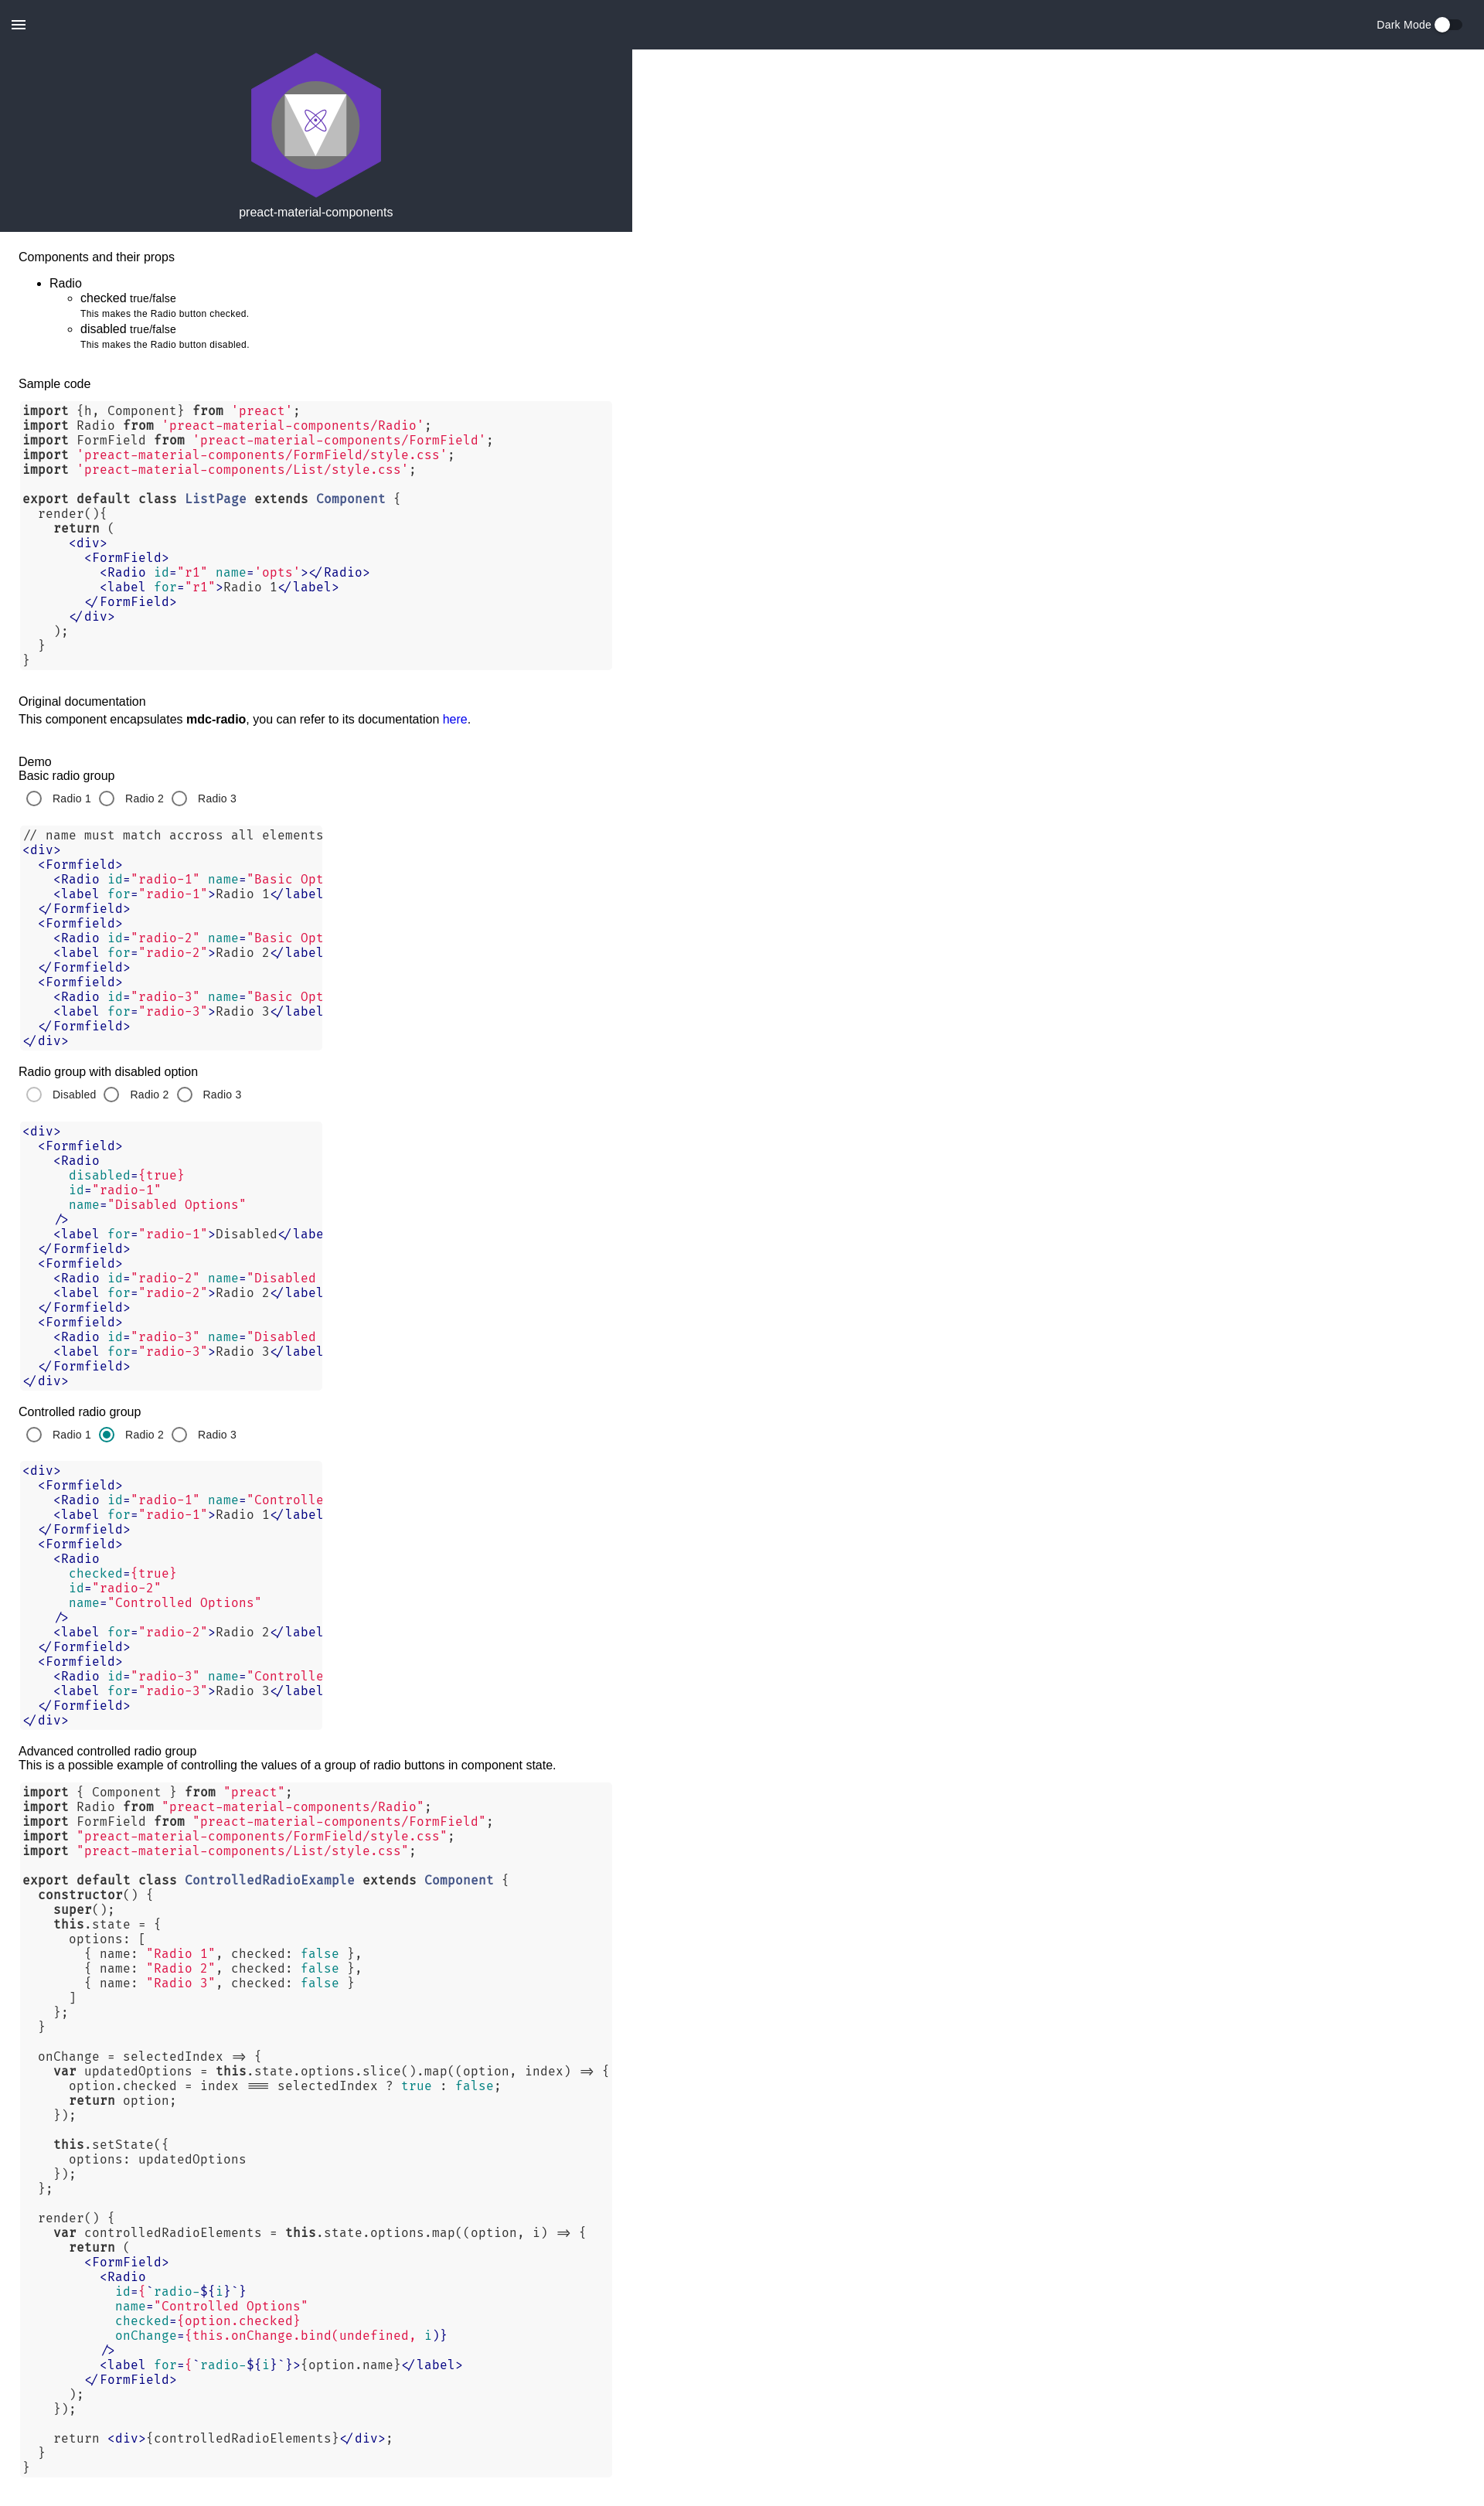 Dark Mode
preact-material-components
Components and their props
Radio
checked true/false
This makes the Radio button checked.
disabled true/false
This makes the Radio button disabled.
Sample code
import {h, Component} from 'preact';
import Radio from 'preact-material-components/Radio';
import FormField from 'preact-material-components/FormField';
import 'preact-material-components/FormField/style.css';
import 'preact-material-components/List/style.css';
export default class ListPage extends Component {
render(){
return (
<div>
<FormField>
<Radio id="r1" name='opts'></Radio>
<label for="r1">Radio 1</label>
</FormField>
</div>
);
}
}
Original documentation
This component encapsulates mdc-radio, you can refer to its documentation here.
Demo
Basic radio group
Radio 1 Radio 2 Radio 3
// name must match accross all elements
<div>
<Formfield>
<Radio id="radio-1" name="Basic Opt
<label for="radio-1">Radio 1</label
</Formfield>
<Formfield>
<Radio id="radio-2" name="Basic Opt
<label for="radio-2">Radio 2</label
</Formfield>
<Formfield>
<Radio id="radio-3" name="Basic Opt
<label for="radio-3">Radio 3</label
</Formfield>
</div>
Radio group with disabled option
Disabled Radio 2 Radio 3
<div>
<Formfield>
<Radio
disabled={true}
id="radio-1"
name="Disabled Options"
/>
<label for="radio-1">Disabled</labe
</Formfield>
<Formfield>
<Radio id="radio-2" name="Disabled
<label for="radio-2">Radio 2</label
</Formfield>
<Formfield>
<Radio id="radio-3" name="Disabled
<label for="radio-3">Radio 3</label
</Formfield>
</div>
Controlled radio group
Radio 1 Radio 2 Radio 3
<div>
<Formfield>
<Radio id="radio-1" name="Controlle
<label for="radio-1">Radio 1</label
</Formfield>
<Formfield>
<Radio
checked={true}
id="radio-2"
name="Controlled Options"
/>
<label for="radio-2">Radio 2</label
</Formfield>
<Formfield>
<Radio id="radio-3" name="Controlle
<label for="radio-3">Radio 3</label
</Formfield>
</div>
Advanced controlled radio group
This is a possible example of controlling the values of a group of radio buttons in component state.
import { Component } from "preact";
import Radio from "preact-material-components/Radio";
import FormField from "preact-material-components/FormField";
import "preact-material-components/FormField/style.css";
import "preact-material-components/List/style.css";
export default class ControlledRadioExample extends Component {
constructor() {
super();
this.state = {
options: [
{ name: "Radio 1", checked: false },
{ name: "Radio 2", checked: false },
{ name: "Radio 3", checked: false }
]
};
}
onChange = selectedIndex => {
var updatedOptions = this.state.options.slice().map((option, index) => {
option.checked = index === selectedIndex ? true : false;
return option;
});
this.setState({
options: updatedOptions
});
};
render() {
var controlledRadioElements = this.state.options.map((option, i) => {
return (
<FormField>
<Radio
id={`radio-${i}`}
name="Controlled Options"
checked={option.checked}
onChange={this.onChange.bind(undefined, i)}
/>
<label for={`radio-${i}`}>{option.name}</label>
</FormField>
);
});
return <div>{controlledRadioElements}</div>;
}
}